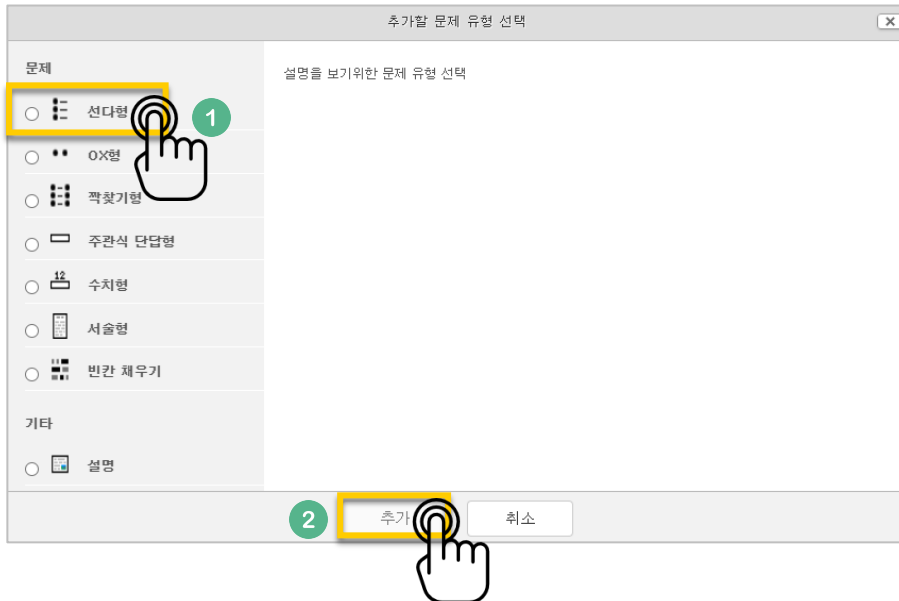 추가할 문제 유형 선택
문제
설명을 보기위한 문제 유형 선택
선다형
1
OX형
짝찾기형
주관식 단답형
12
수치형
서술형
빈칸 채우기
기타
설명
2
추가
취소